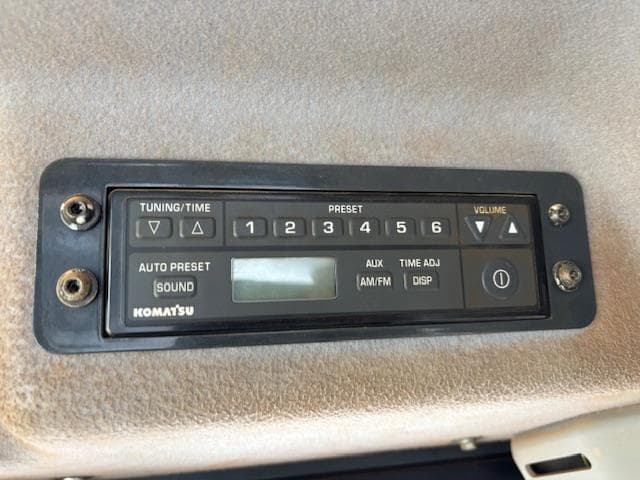 TUNING/TIME
PRESET
VOLUME
1 2 3 4 5 6
AUTO PRESET
SOUND
AUX
AM/FM
TIME ADJ
DISP
KOMATSU